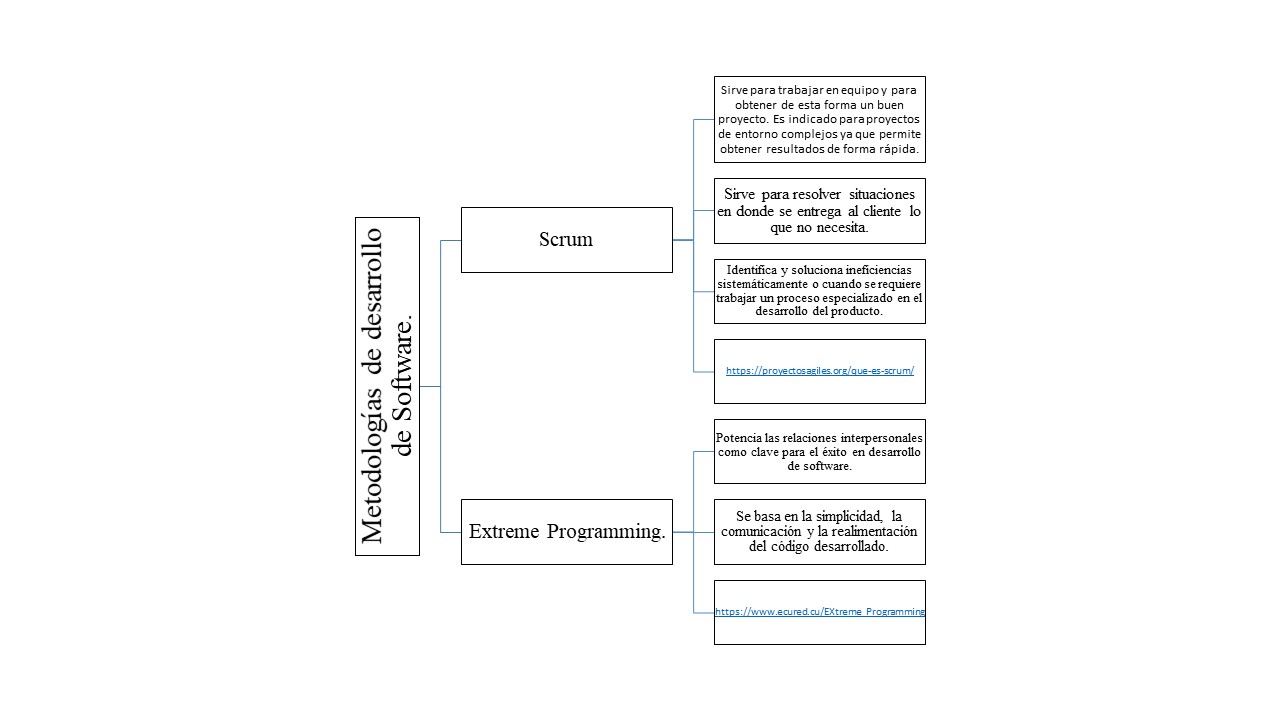 Metodologías de desarrollo
de Software.
Scrum
Sirve para trabajar en equipo y para
obtener de esta forma un buen
proyecto. Es indicado para proyectos
de entorno complejos ya que permite
obtener resultados de forma rápida.
Sirve para resolver situaciones
en donde se entrega al cliente lo
que no necesita.
Identifica y soluciona ineficiencias
sistemáticamente o cuando se requiere
trabajar un proceso especializado en el
desarrollo del producto.
https://proyectosagiles.org/que-es-scrum/
Extreme Programming.
Potencia las relaciones interpersonales
como clave para el éxito en desarrollo
de software.
Se basa en la simplicidad, la
comunicación y la realimentación
del código desarrollado.
https://www.ecured.cu/EXtreme_Programming